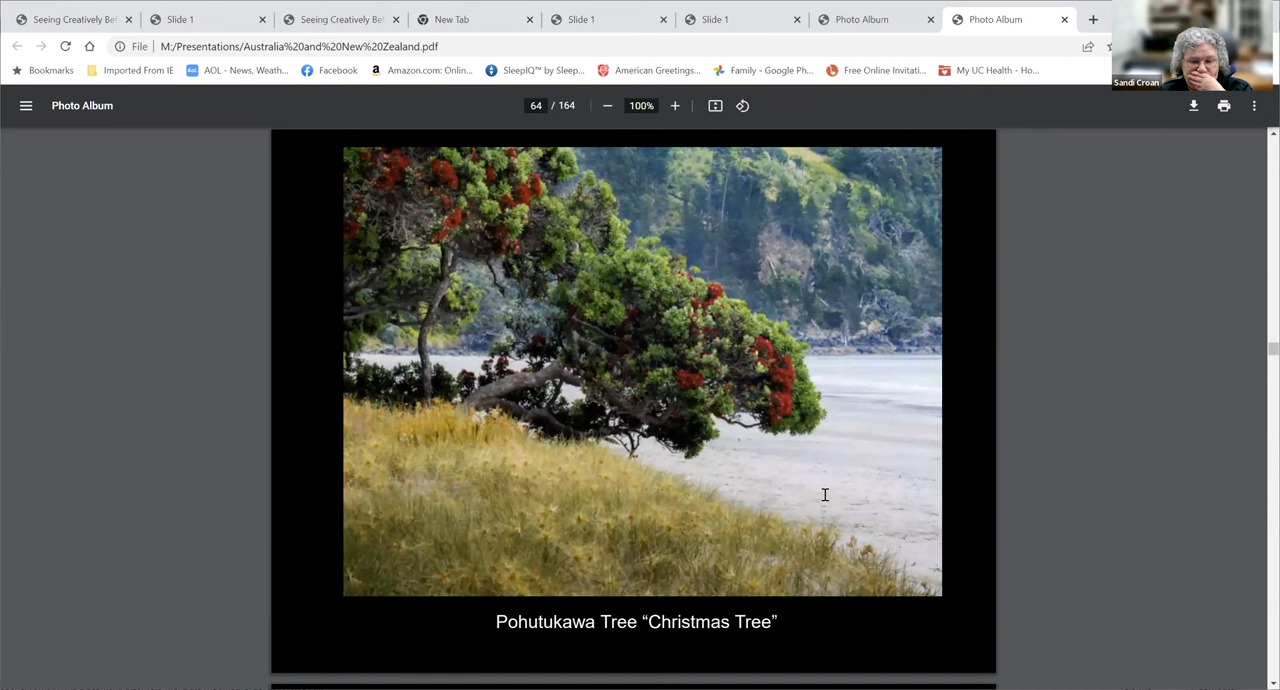 Seeing Creatively Be
Slide 1
Seeing Creatively Be
New Tab
Slide 1
Slide 1
Photo Album
Photo Album
File M:/Presentations/Australia%20and%20New%20Zealand.pdf
Bookmarks Imported From IE AOL - News, Weath... Facebook Amazon.com: Onlin... SleepIQ™ by Sleep... American Greetings... Family - Google Ph... Free Online Invitati... My UC Health - Ho...
Aol
Sandi Croan
Photo Album
64 / 164
100%
Pohutukawa Tree “Christmas Tree”